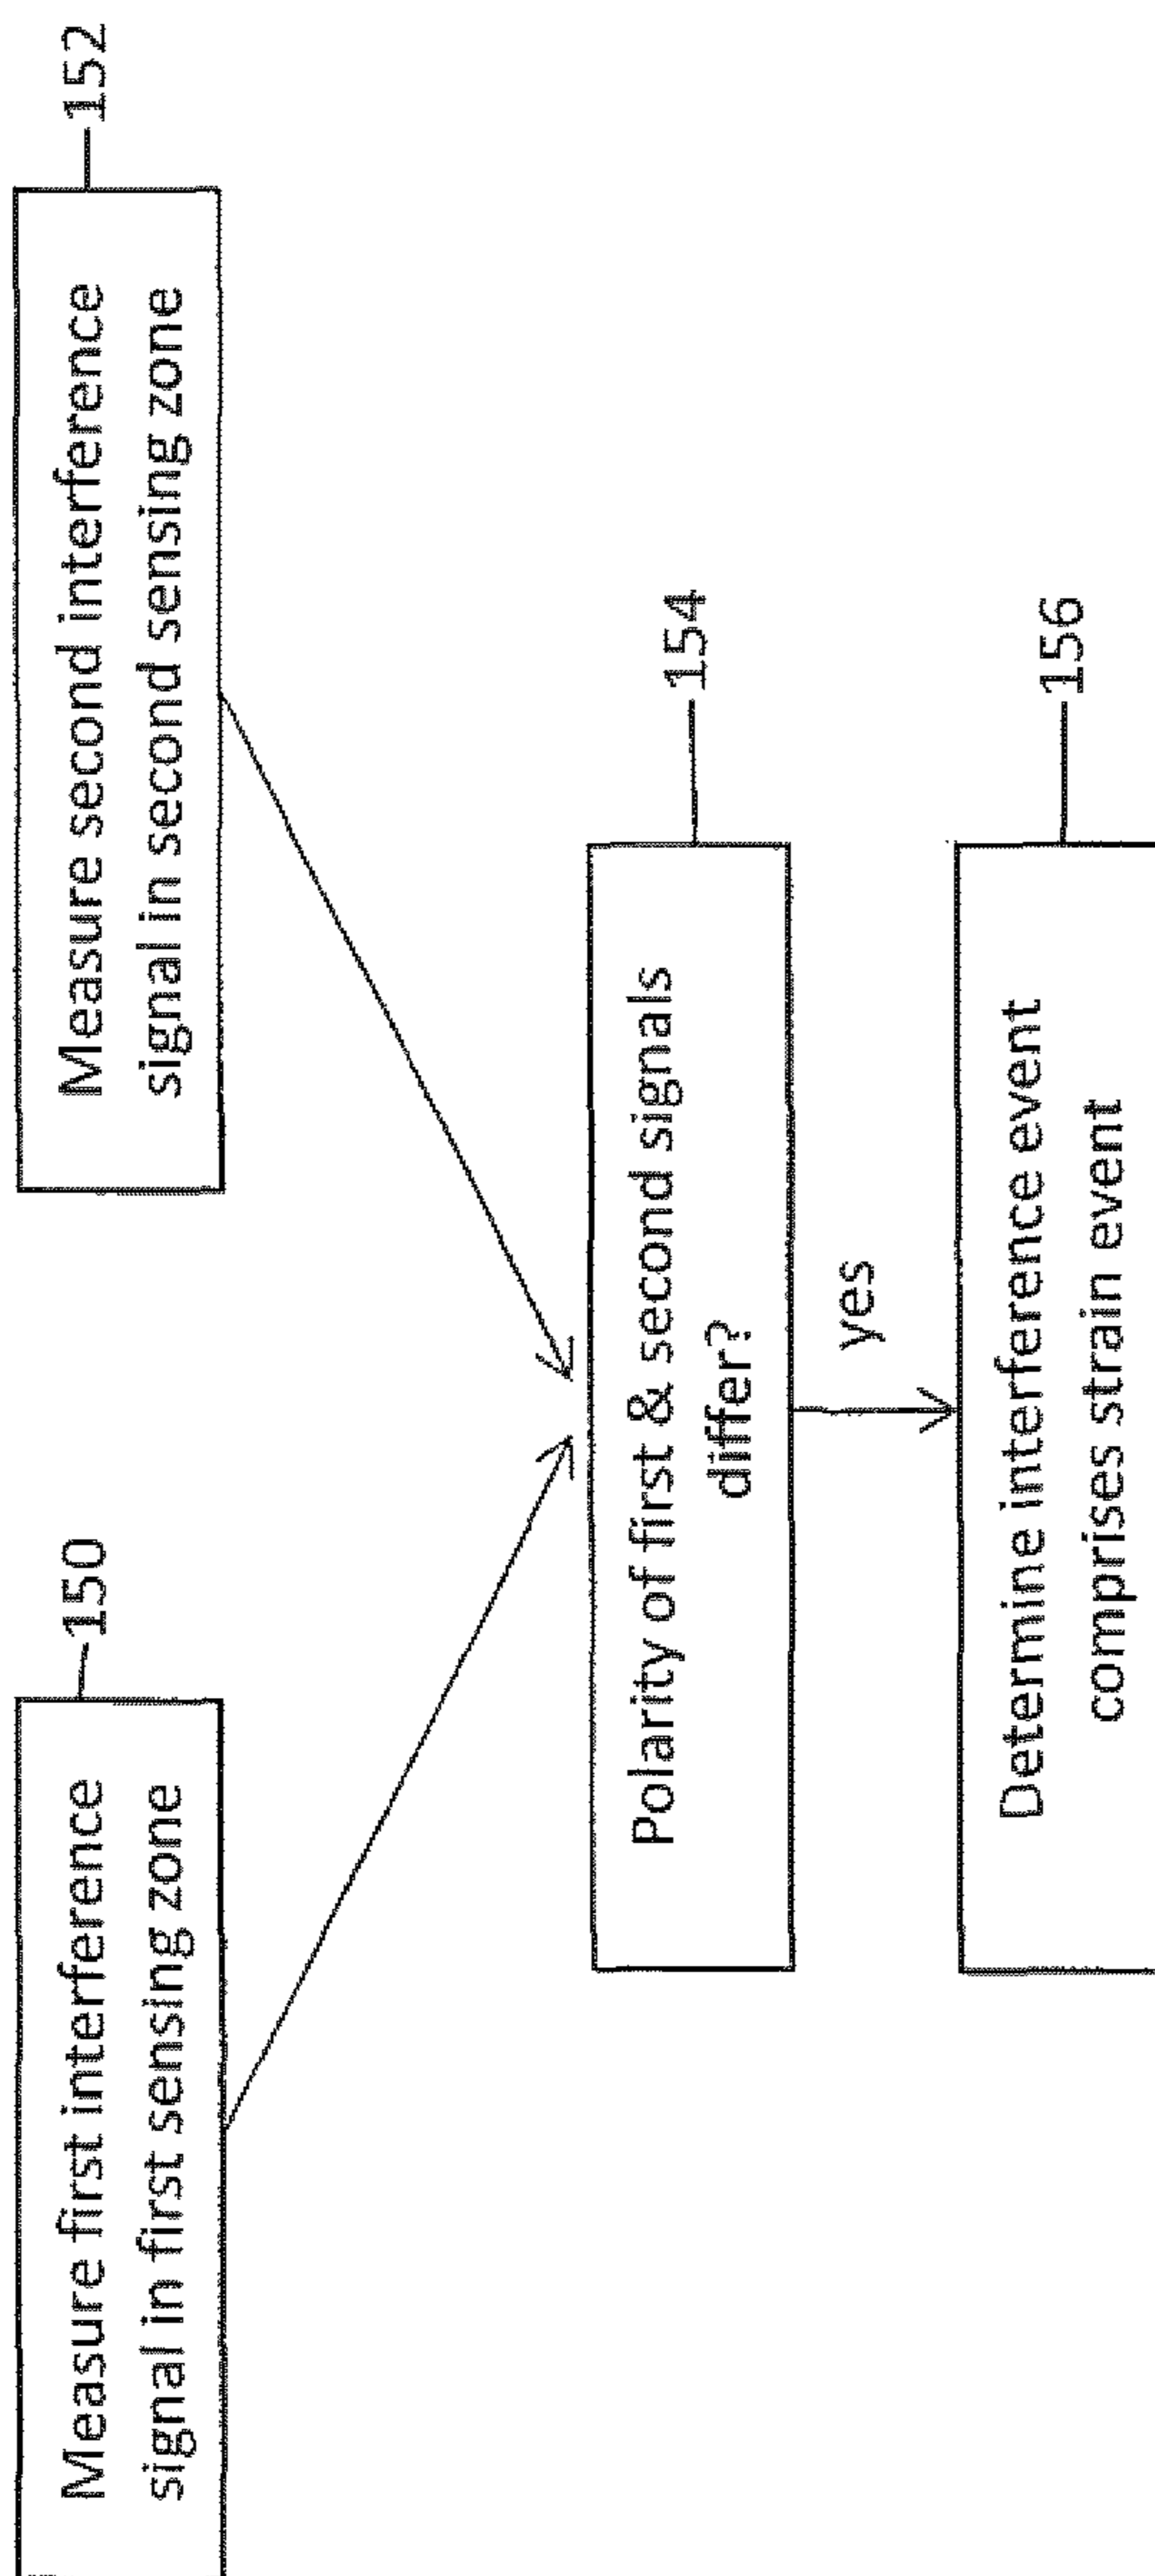 Measure first interference
signal in first sensing zone
150
Measure second interference
signal in second sensing zone
152
Polarity of first & second signals
differ?
154
yes
Determine interference event
comprises strain event
156